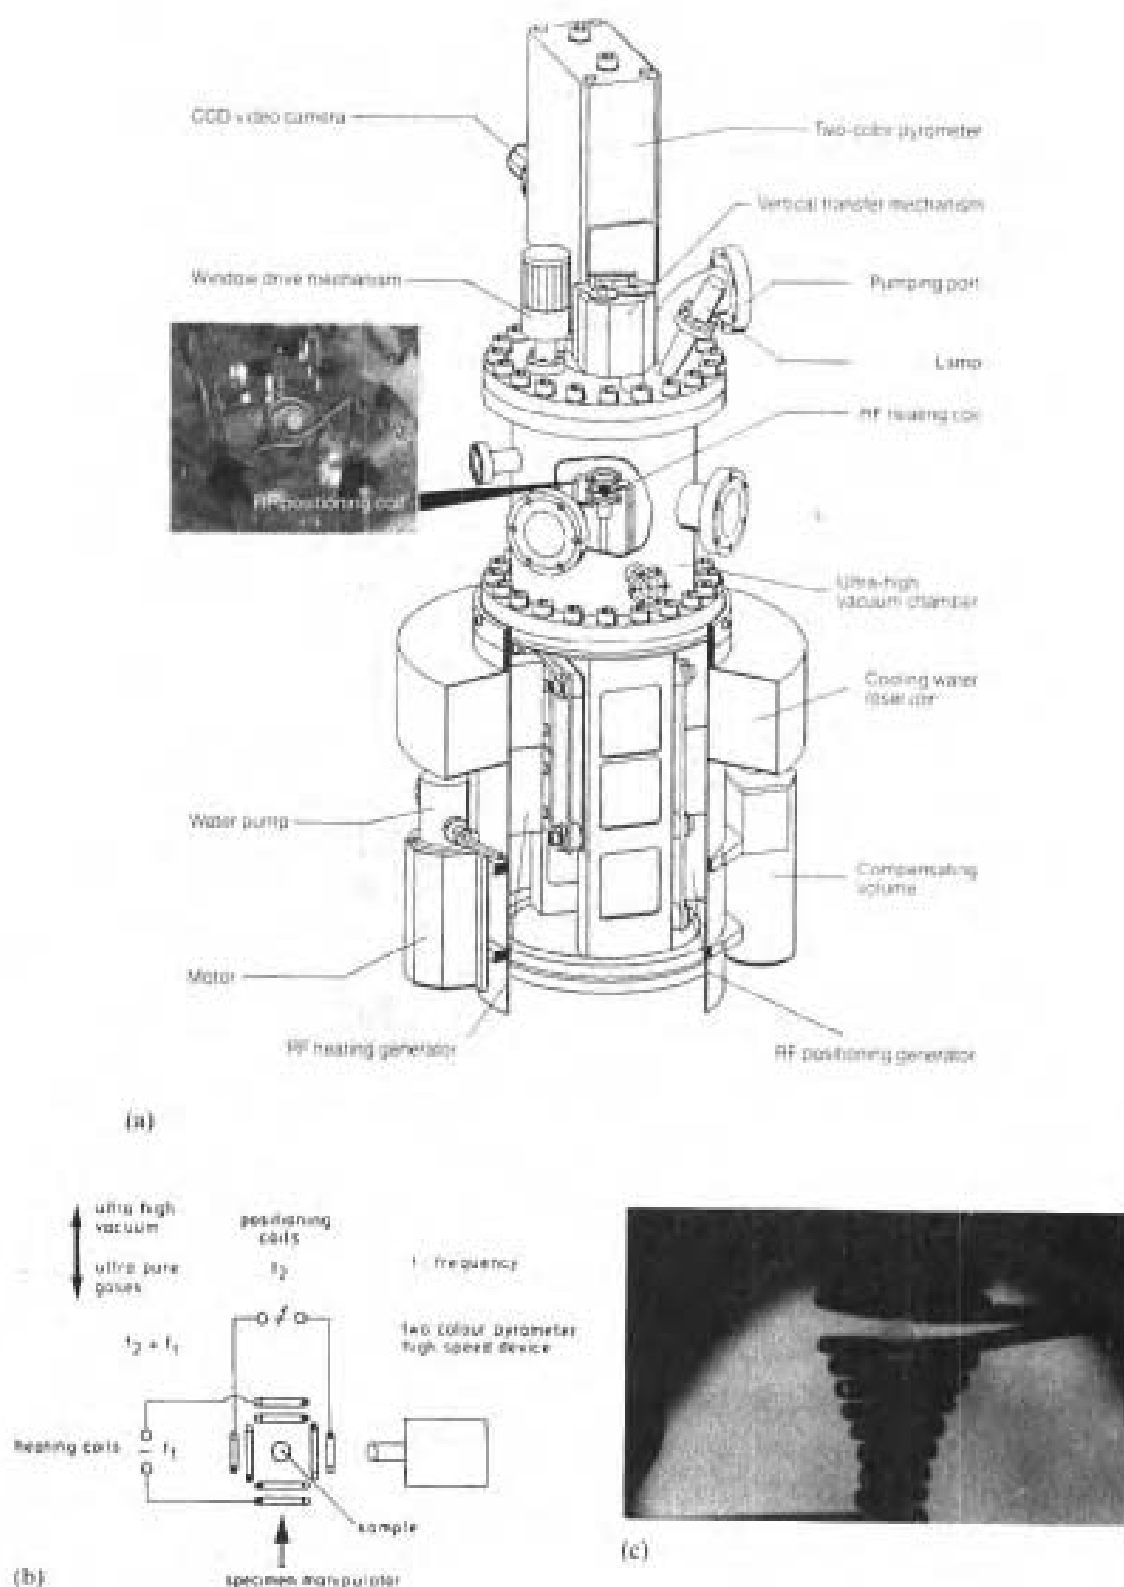 CCD video camera
Two-color pyrometer
Vertical transfer mechanism
Window drive mechanism
Pumping port
Lamp
RF heating coil
RF positioning coil
Ultra-high
vacuum chamber
Cooling water
reservoir
Water pump
Compensating
volume
Motor
RF heating generator
RF positioning generator
(a)
ultra high
vacuum
ultra pure
gases
positioning
coils
f2
f : frequency
two colour pyrometer
high speed device
heating coils
f1
sample
specimen manipulator
(b)
(c)